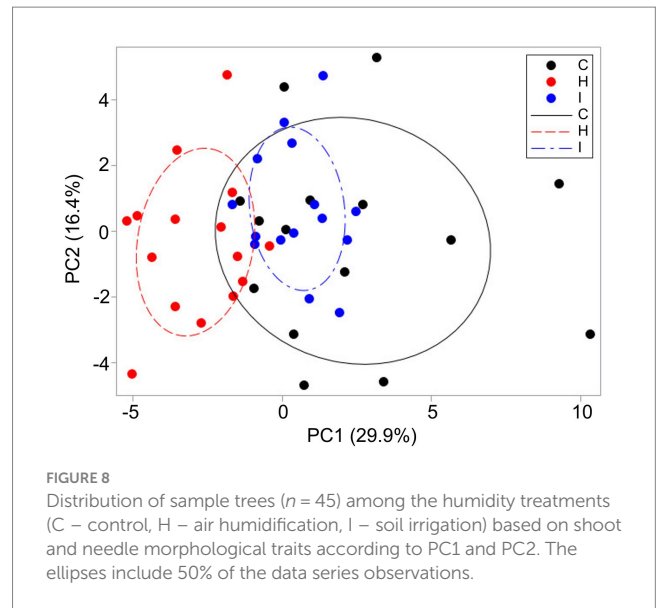 C
H
I
C
H
I
4
2
0
-2
-4
PC2 (16.4%)
-5
0
5
10
PC1 (29.9%)
FIGURE 8
Distribution of sample trees (n = 45) among the humidity treatments
(C – control, H – air humidification, I – soil irrigation) based on shoot
and needle morphological traits according to PC1 and PC2. The
ellipses include 50% of the data series observations.